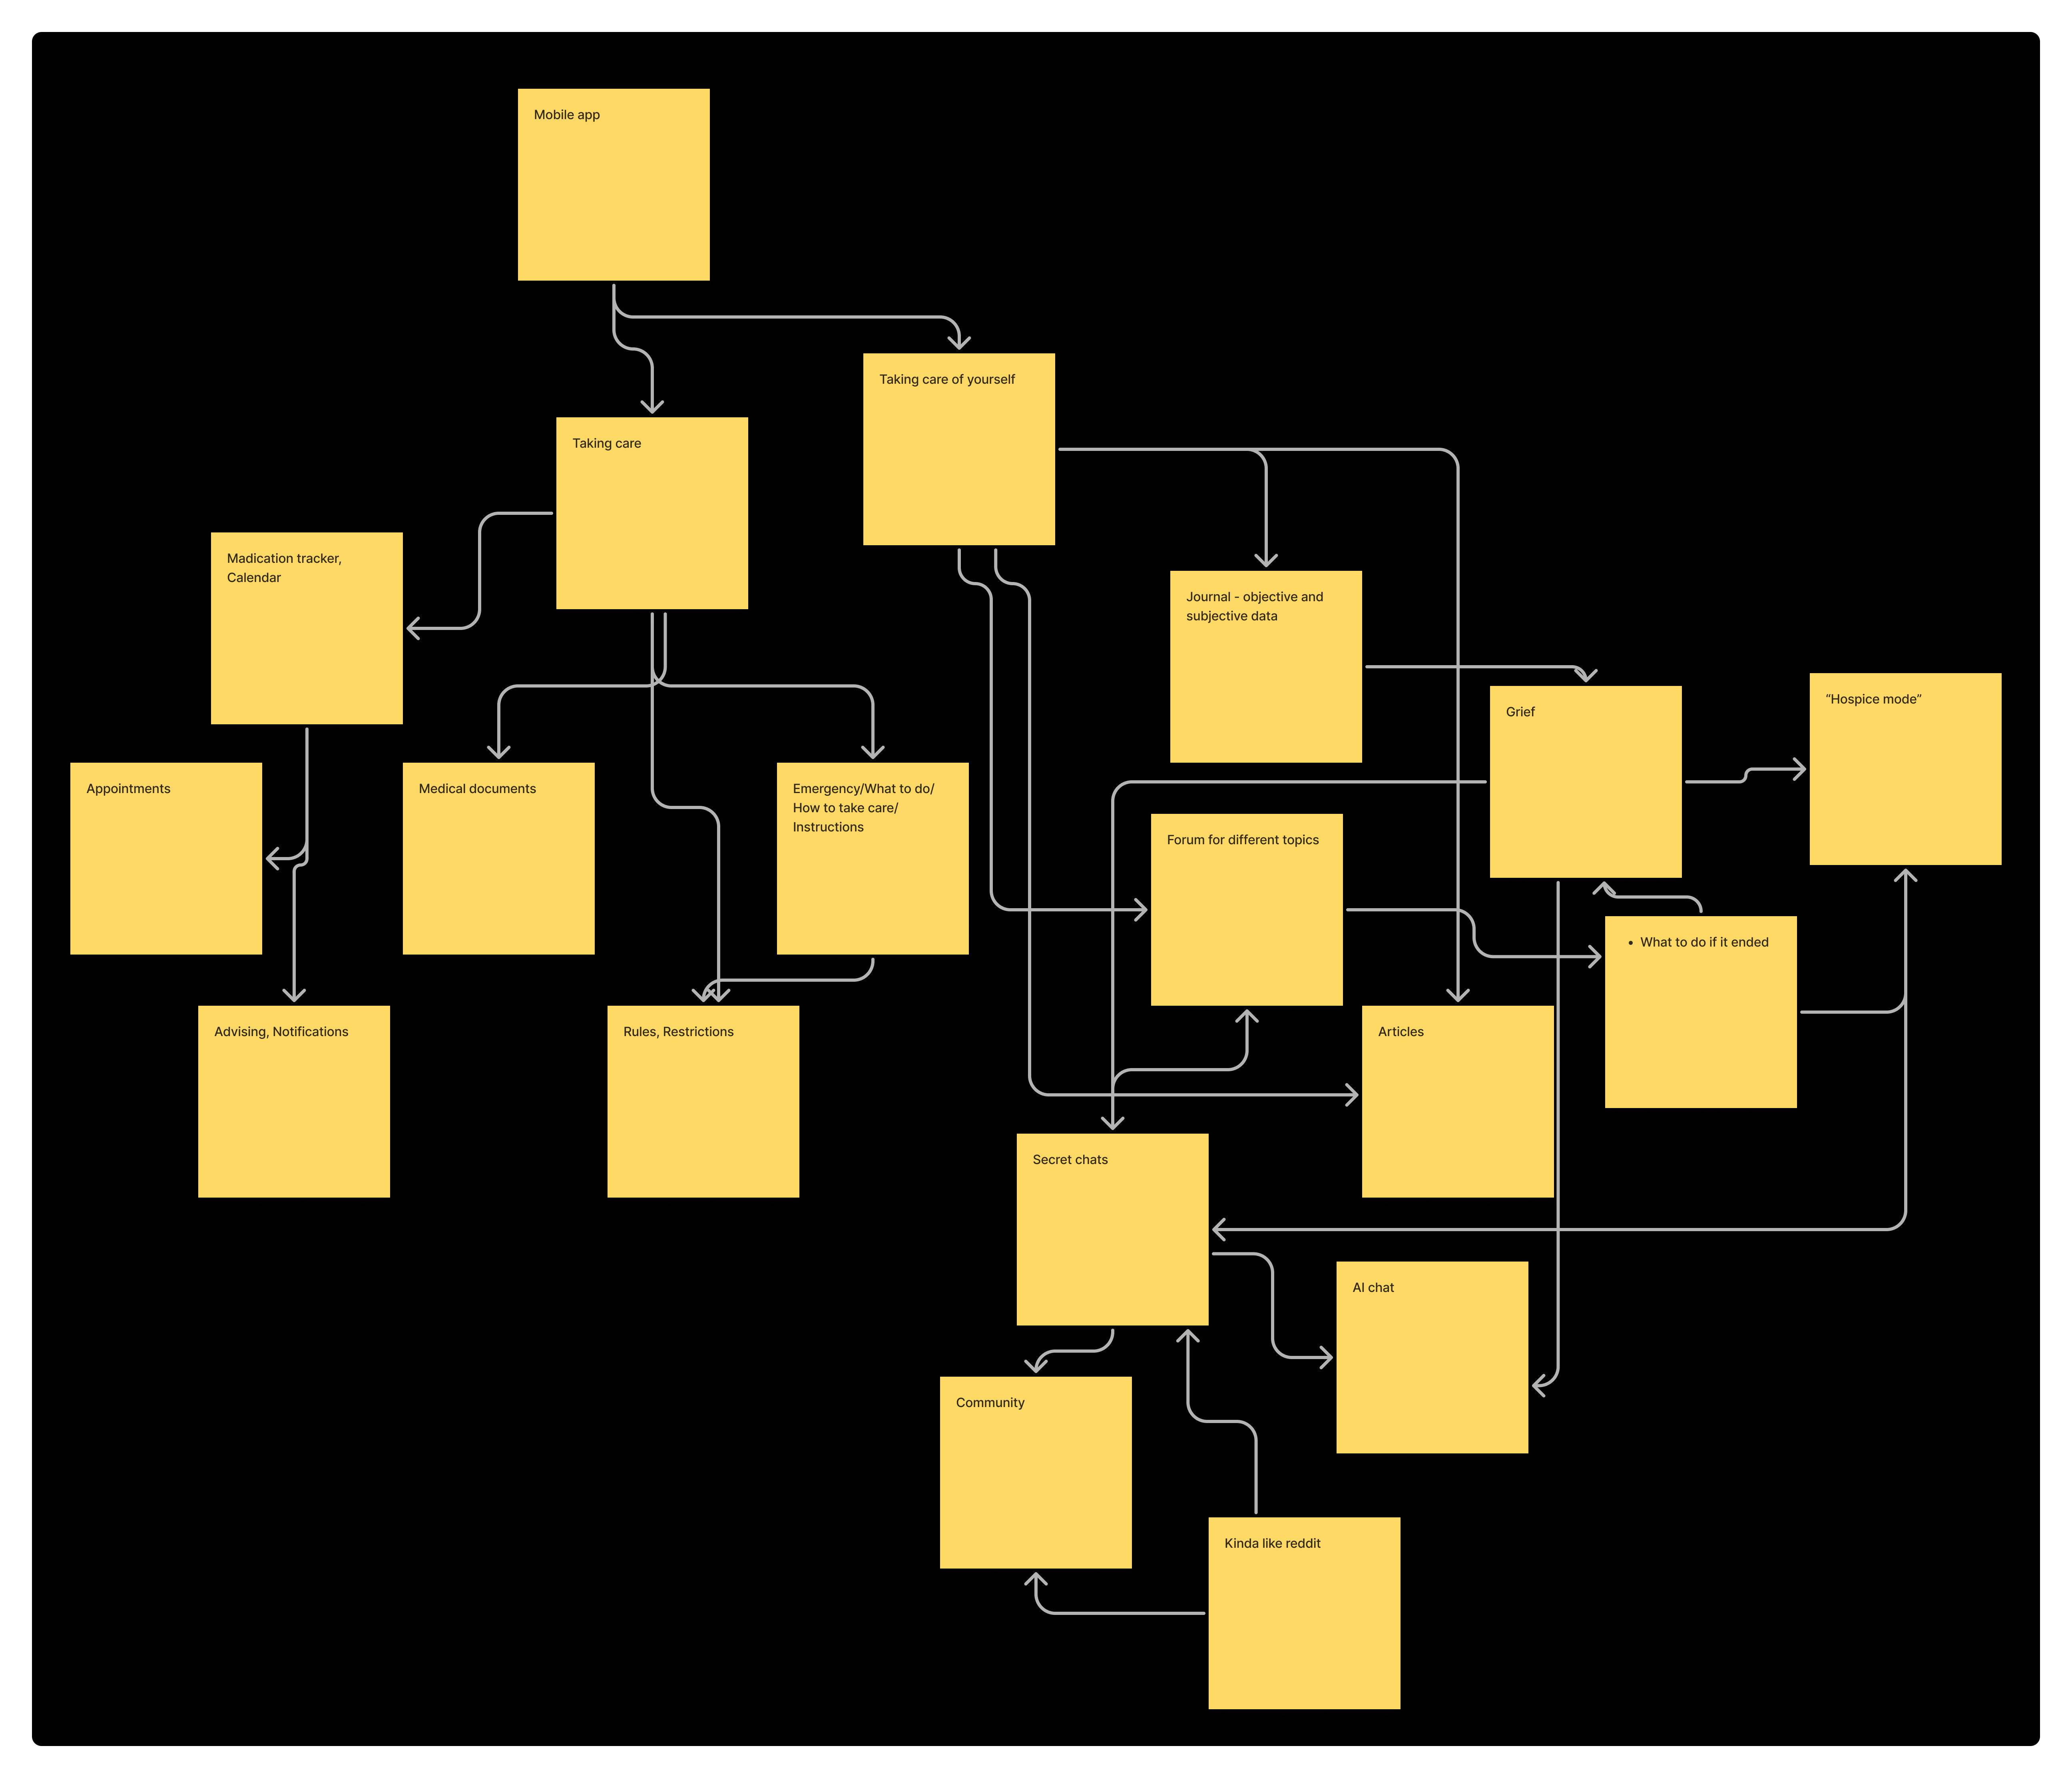 Mobile app
Taking care of yourself
Taking care
Madication tracker,
Calendar
Journal - objective and
subjective data
"Hospice mode"
Grief
Appointments
Medical documents
Emergency/What to do/
How to take care/
Instructions
Forum for different topics
• What to do if it ended
Advising, Notifications
Rules, Restrictions
Articles
Secret chats
AI chat
Community
Kinda like reddit